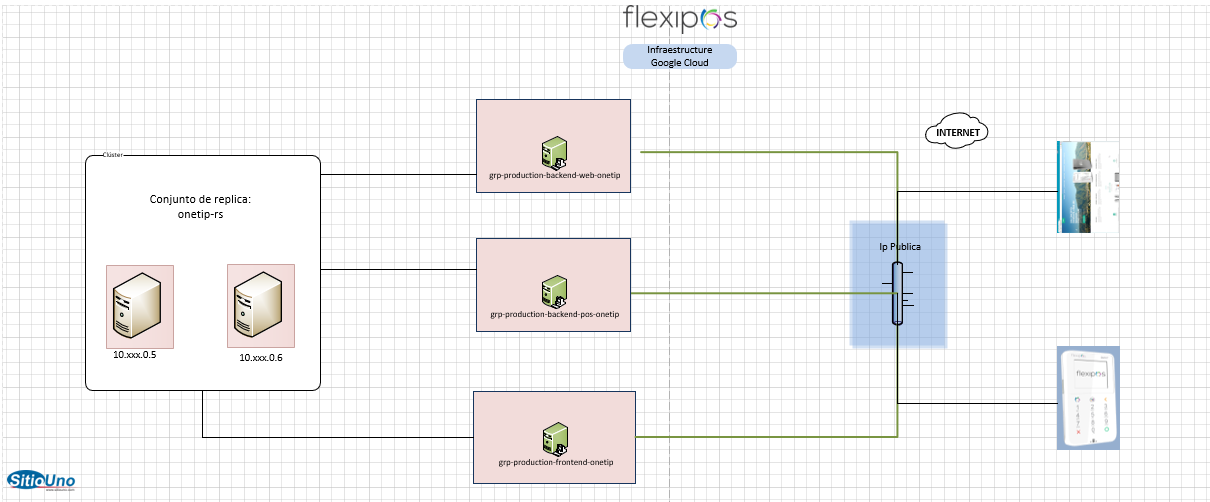 flexipos
Infraestructure
Google Cloud
INTERNET
Clúster
grp-production-backend-web-onetip
Conjunto de replica:
onetip-rs
Ip Publica
10.xxx.0.5
10.xxx.0.6
grp-production-backend-pos-onetip
flexipos
grp-production-frontend-onetip
SitioUno